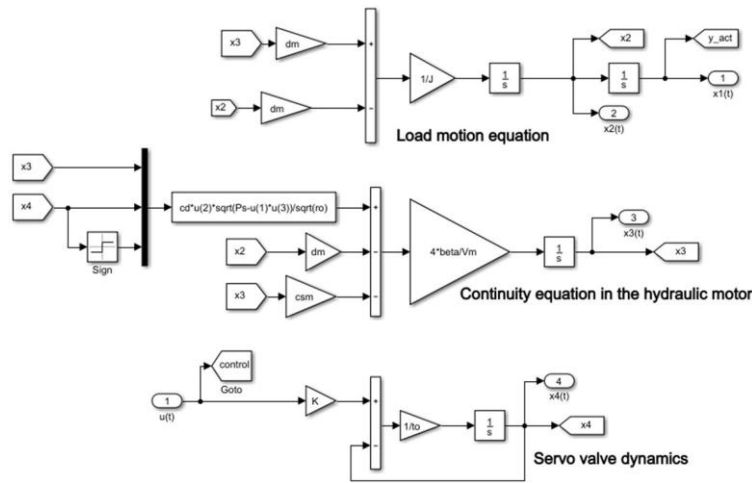 x3
dm
+
x2
dm
−
1/J
1
s
x2
1
s
2
x2(t)
y_act
1
x1(t)
Load motion equation
x3
x4
Sign
cd*u(2)*sqrt(Ps-u(1)*u(3))/sqrt(ro)
+
x2
dm
−
x3
csm
−
4*beta/Vm
1
s
3
x3(t)
x3
Continuity equation in the hydraulic motor
control
Goto
1
u(t)
K
+
−
1/to
1
s
4
x4(t)
x4
Servo valve dynamics